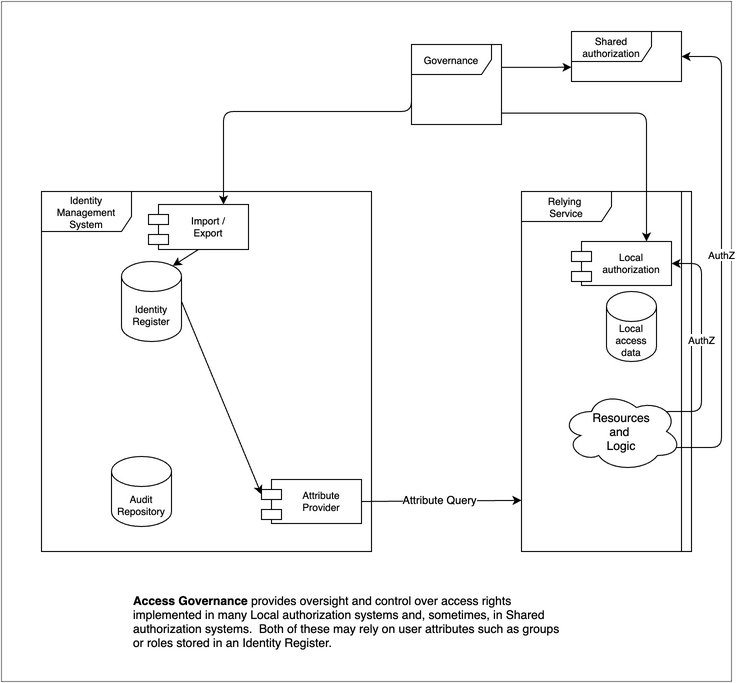 Shared
authorization
Governance
Identity
Management
System
Import /
Export
Relying
Service
Local
authorization
AuthZ
Identity
Register
Local
access
data
AuthZ
Resources
and
Logic
Audit
Repository
Attribute
Provider
Attribute Query
Access Governance provides oversight and control over access rights
implemented in many Local authorization systems and, sometimes, in Shared
authorization systems.  Both of these may rely on user attributes such as groups
or roles stored in an Identity Register.